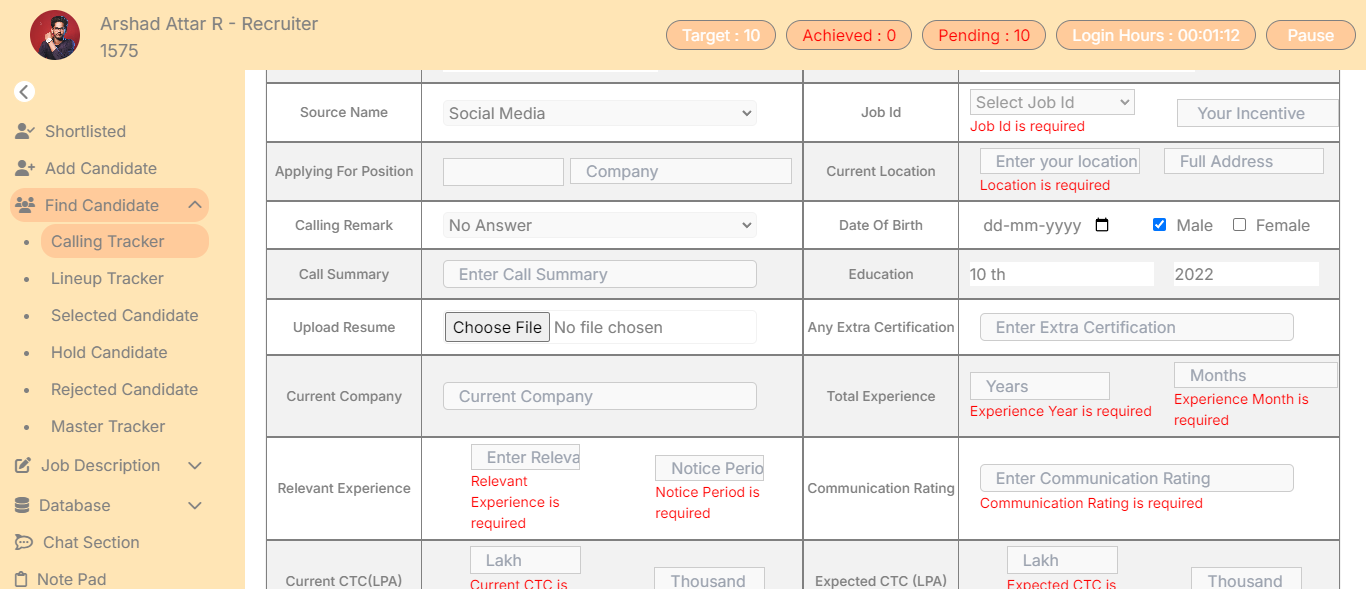 Arshad Attar R - Recruiter
1575
Target : 10
Achieved : 0
Pending : 10
Login Hours : 00:01:12
Pause
Shortlisted
Add Candidate
Find Candidate
Calling Tracker
Lineup Tracker
Selected Candidate
Hold Candidate
Rejected Candidate
Master Tracker
Job Description
Database
Chat Section
Note Pad
Source Name
Social Media
Job Id
Select Job Id
Your Incentive
Job Id is required
Applying For Position
Company
Current Location
Enter your location
Full Address
Location is required
Calling Remark
No Answer
Date Of Birth
dd-mm-yyyy
Male
Female
Call Summary
Enter Call Summary
Education
10 th
2022
Upload Resume
Choose File No file chosen
Any Extra Certification
Enter Extra Certification
Current Company
Current Company
Total Experience
Years
Experience Year is required
Months
Experience Month is
required
Relevant Experience
Enter Releva
Relevant
Experience is
required
Notice Perio
Notice Period is
required
Communication Rating
Enter Communication Rating
Communication Rating is required
Current CTC(LPA)
Lakh
Current CTC is
Thousand
Expected CTC (LPA)
Lakh
Expected CTC is
Thousand